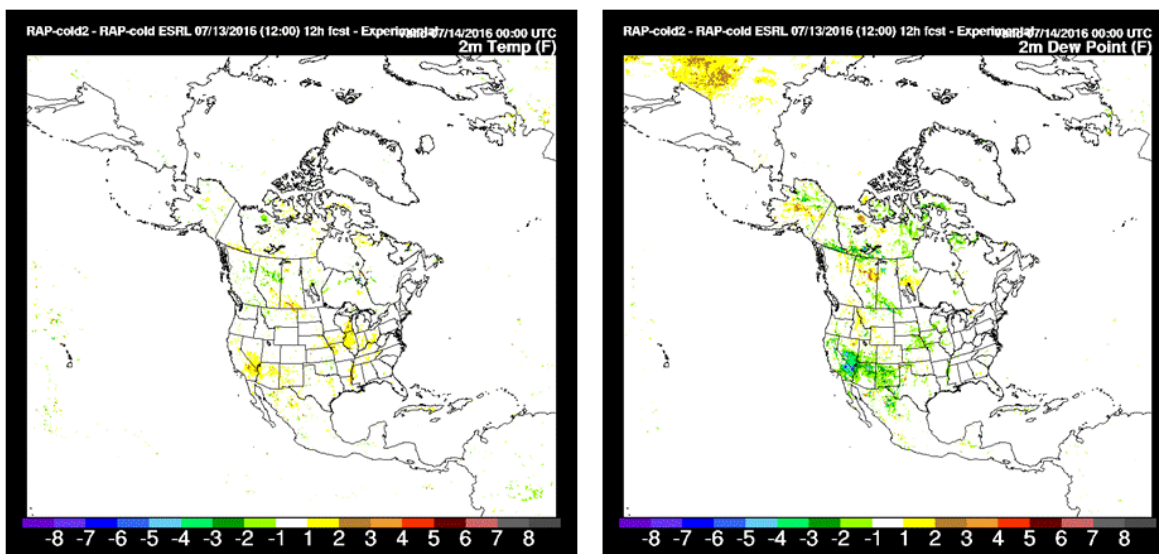 RAP-cold2 - RAP-cold ESRL 07/13/2016 (12:00) 12h fcst - Experimental valid 07/14/2016 00:00 UTC
2m Temp (F)
-8 -7 -6 -5 -4 -3 -2 -1 1 2 3 4 5 6 7 8
RAP-cold2 - RAP-cold ESRL 07/13/2016 (12:00) 12h fcst - Experimental valid 07/14/2016 00:00 UTC
2m Dew Point (F)
-8 -7 -6 -5 -4 -3 -2 -1 1 2 3 4 5 6 7 8